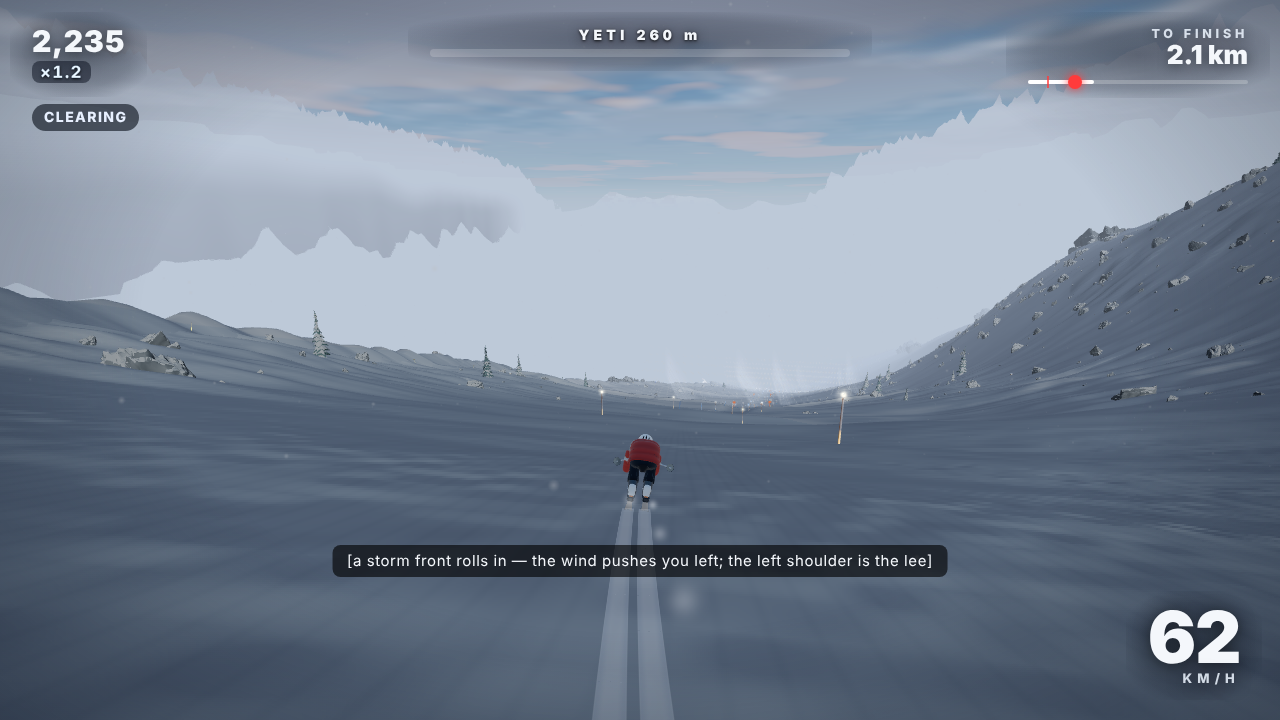 2,235
×1.2
CLEARING
YETI 260 m
TO FINISH
2.1 km
[a storm front rolls in — the wind pushes you left; the left shoulder is the lee]
62
KM/H